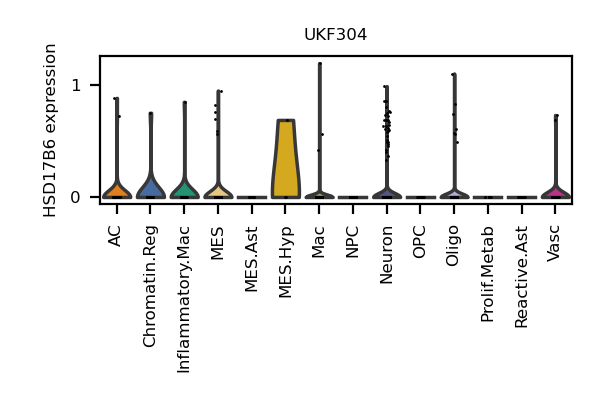 UKF304
HSD17B6 expression
1
0
AC
Chromatin.Reg
Inflammatory.Mac
MES
MES.Ast
MES.Hyp
Mac
NPC
Neuron
OPC
Oligo
Prolif.Metab
Reactive.Ast
Vasc